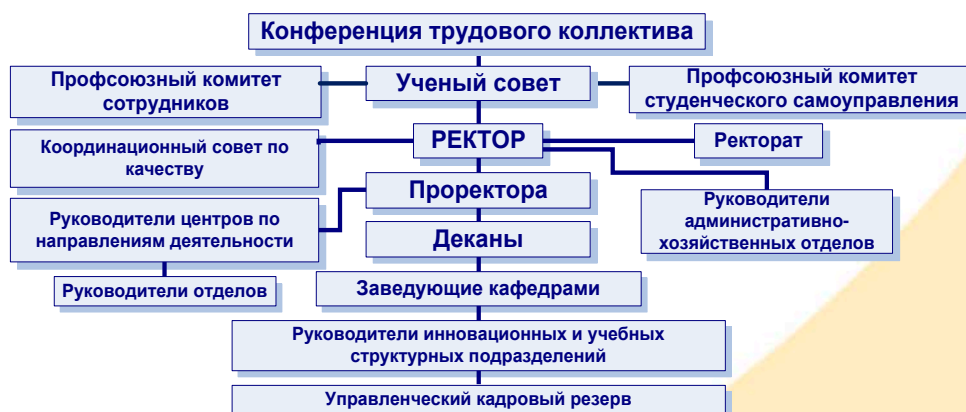 Конференция трудового коллектива
Профсоюзный комитет
сотрудников
Ученый совет
Профсоюзный комитет
студенческого самоуправления
Координационный совет по
качеству
РЕКТОР
Ректорат
Проректора
Руководители центров по
направлениям деятельности
Руководители
административно-
хозяйственных отделов
Деканы
Руководители отделов
Заведующие кафедрами
Руководители инновационных и учебных
структурных подразделений
Управленческий кадровый резерв